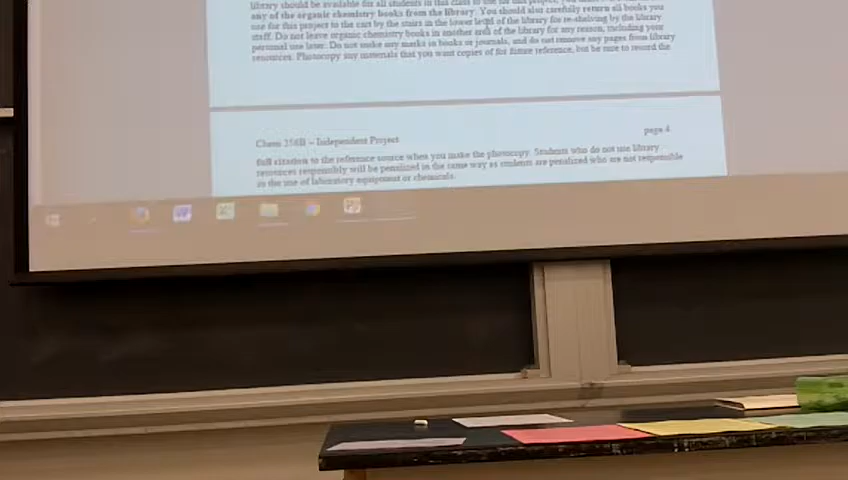 library should be available for all students in this class to use for this project, you
any of the organic chemistry books from the library. You should also carefully return all books you
use for this project to the cart by the stairs in the lower level of the library for re-shelving by the library
staff. Do not leave organic chemistry books in another area of the library for any reason, including your
personal use later. Do not make any marks in books or journals, and do not remove any pages from library
resources. Photocopy any materials that you want copies of for future reference, but be sure to record the
Chem 356B – Independent Project
page 4
full citation to the reference source when you make the photocopy. Students who do not use library
resources responsibly will be penalized in the same way as students are penalized who are not responsible
in the use of laboratory equipment or chemicals.